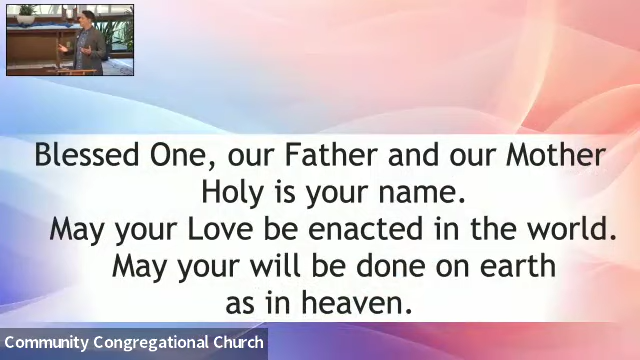 Blessed One, our Father and our Mother
Holy is your name.
May your Love be enacted in the world.
May your will be done on earth
as in heaven.
Community Congregational Church